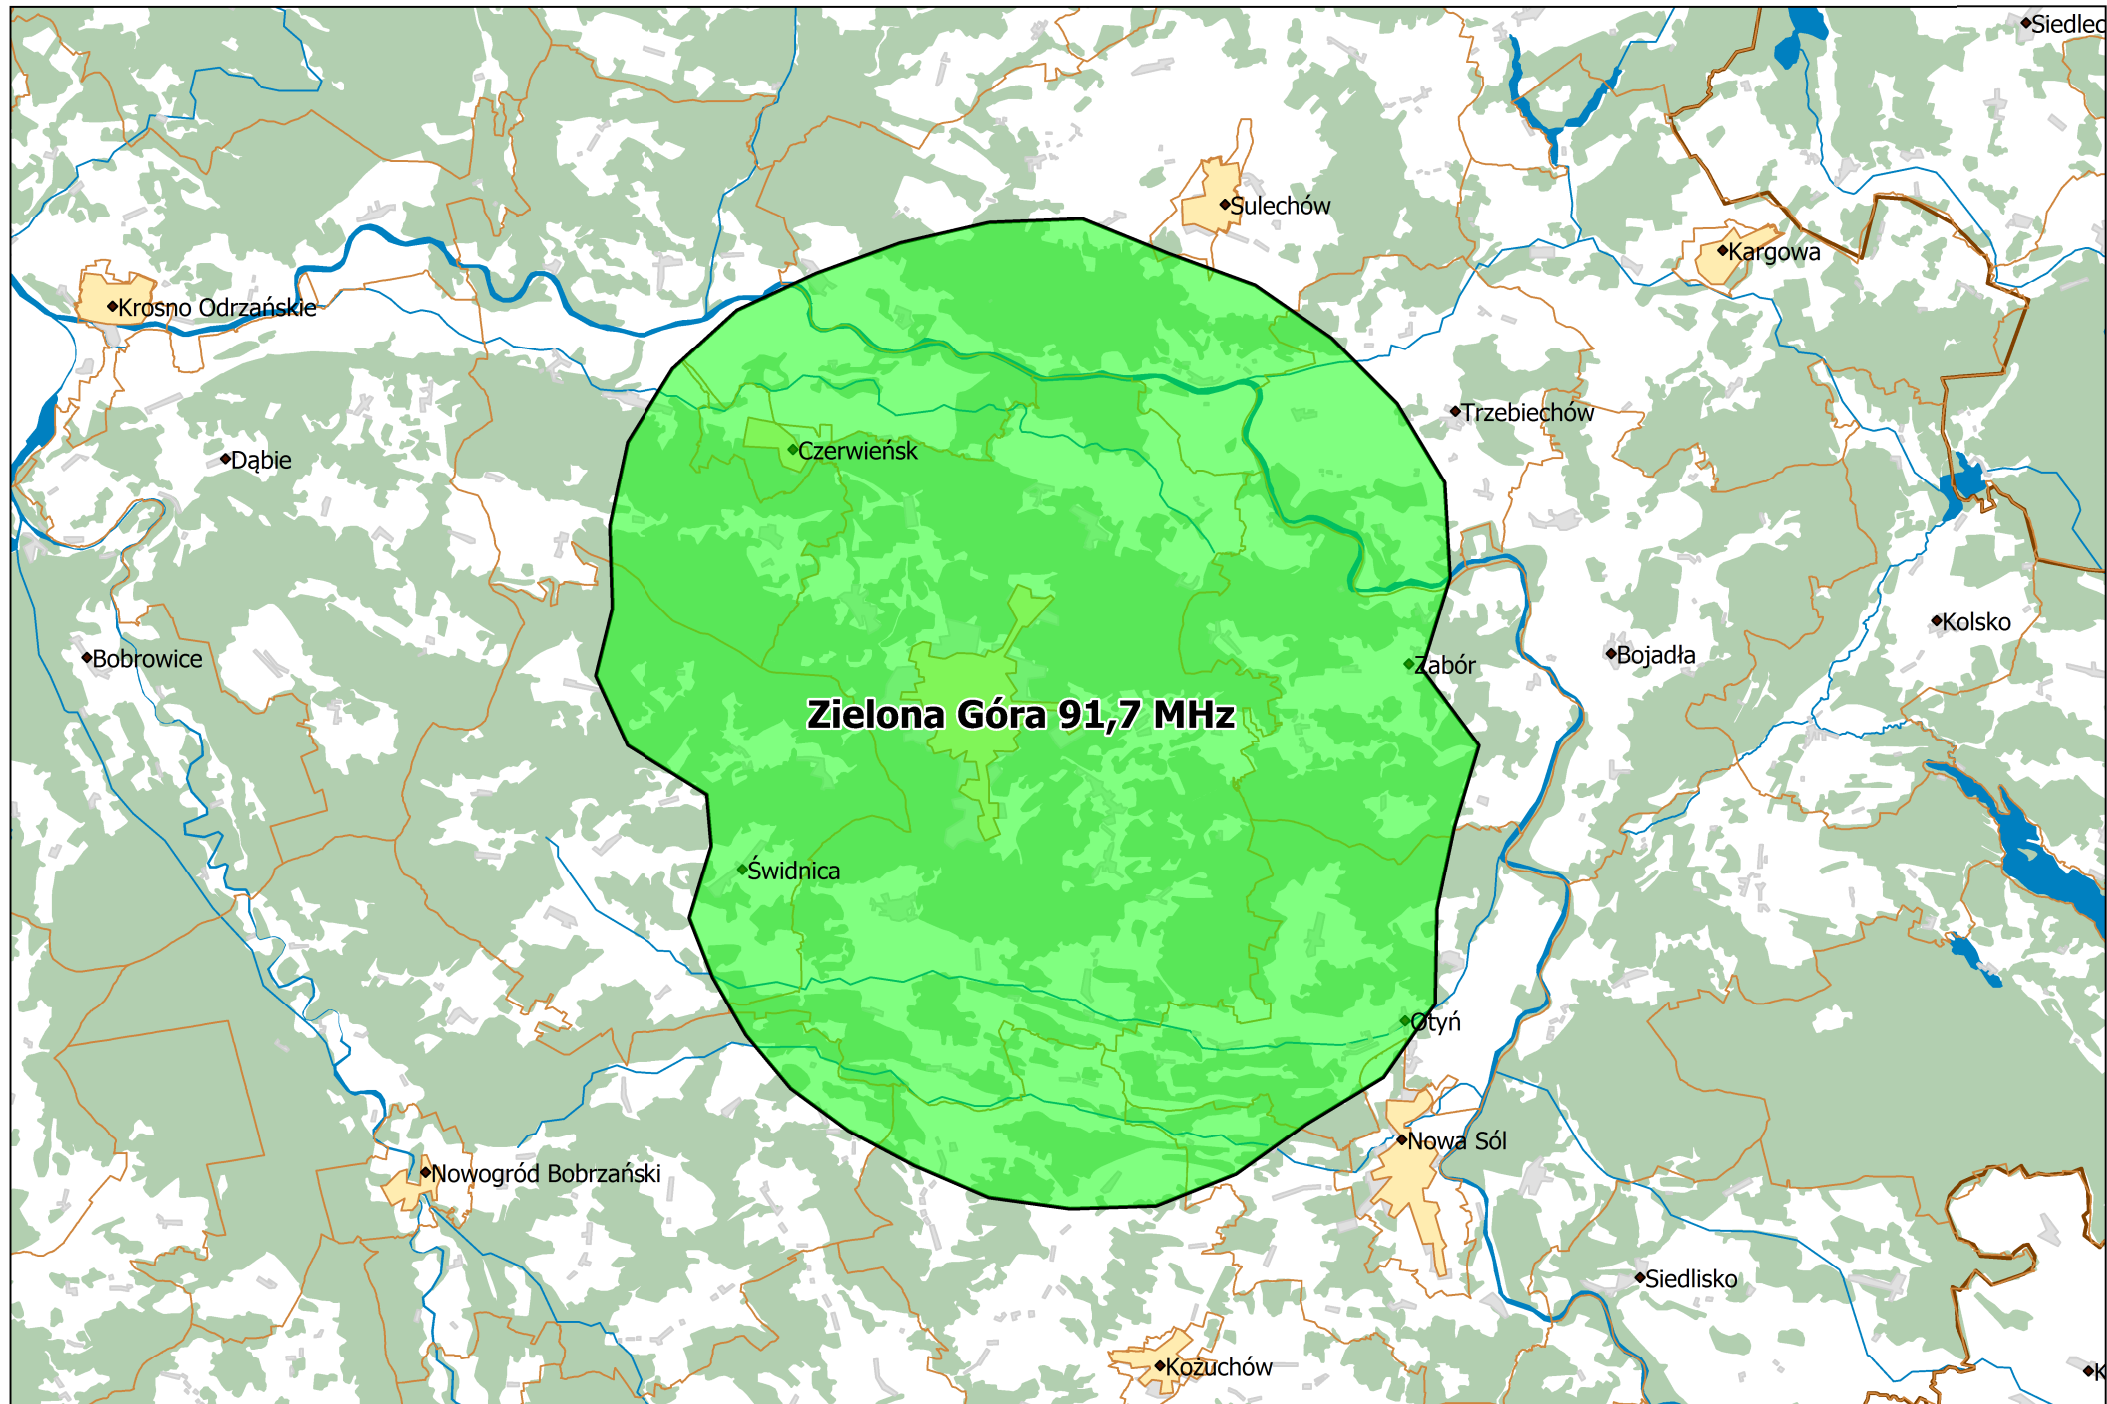 Siedlec
Sulechów
Kargowa
Krosno Odrzańskie
Trzebiechów
Czerwieńsk
Dąbie
Kolsko
Bojadła
Bobrowice
Zabór
Zielona Góra 91,7 MHz
Świdnica
Otyń
Nowa Sól
Nowogród Bobrzański
Siedlisko
Kożuchów
K